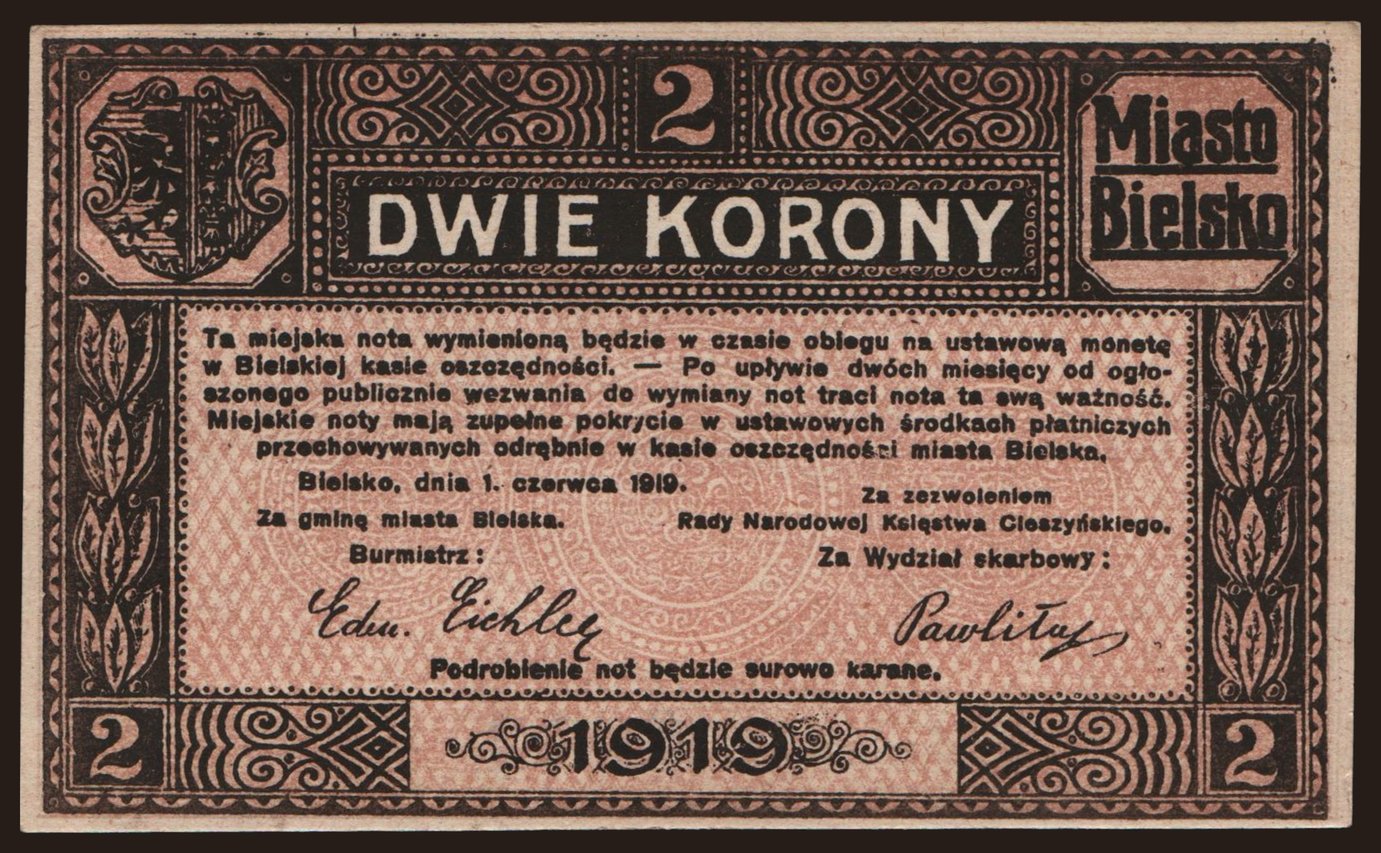 2
Miasto
Bielsko
DWIE KORONY
Ta miejska nota wymienioną będzie w czasie obiegu na ustawową monetę
w Bielskiej kasie oszczędności. — Po upływie dwóch miesięcy od ogło-
szonego publicznie wezwania do wymiany not traci nota ta swą ważność.
Miejskie noty mają zupełne pokrycie w ustawowych środkach płatniczych
przechowywanych odrębnie w kasie oszczędności miasta Bielska.
Bielsko, dnia 1. czerwca 1919.
Za gminę miasta Bielska.
Burmistrz:
Za zezwoleniem
Rady Narodowej Księstwa Cieszyńskiego.
Za Wydział skarbowy:
Edm. Eichler
Podrobienie not będzie surowo karane.
2
1919
2